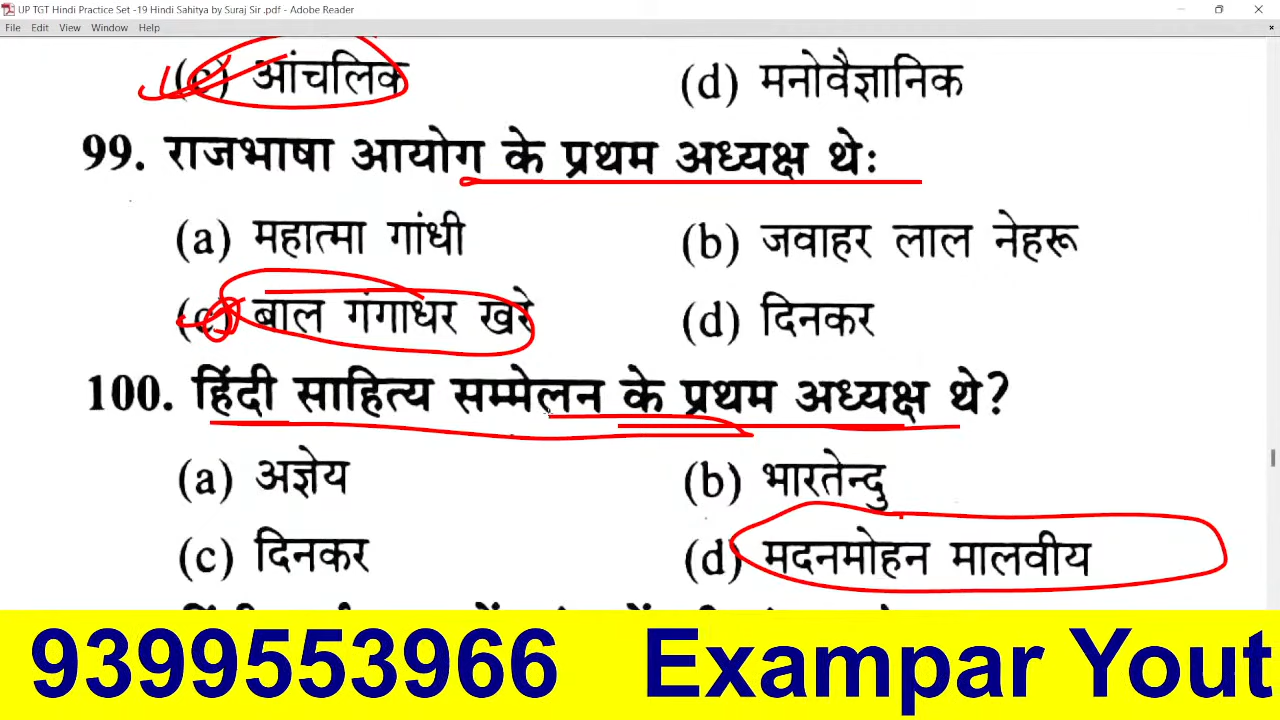 UP TGT Hindi Practice Set -19 Hindi Sahitya by Suraj Sir .pdf - Adobe Reader
File Edit View Window Help
(c) आंचलिक (d) मनोवैज्ञानिक
99. राजभाषा आयोग के प्रथम अध्यक्ष थेः
(a) महात्मा गांधी (b) जवाहर लाल नेहरू
(c) बाल गंगाधर खरे (d) दिनकर
100. हिंदी साहित्य सम्मेलन के प्रथम अध्यक्ष थे?
(a) अज्ञेय (b) भारतेन्दु
(c) दिनकर (d) मदनमोहन मालवीय
9399553966 Exampar Yout